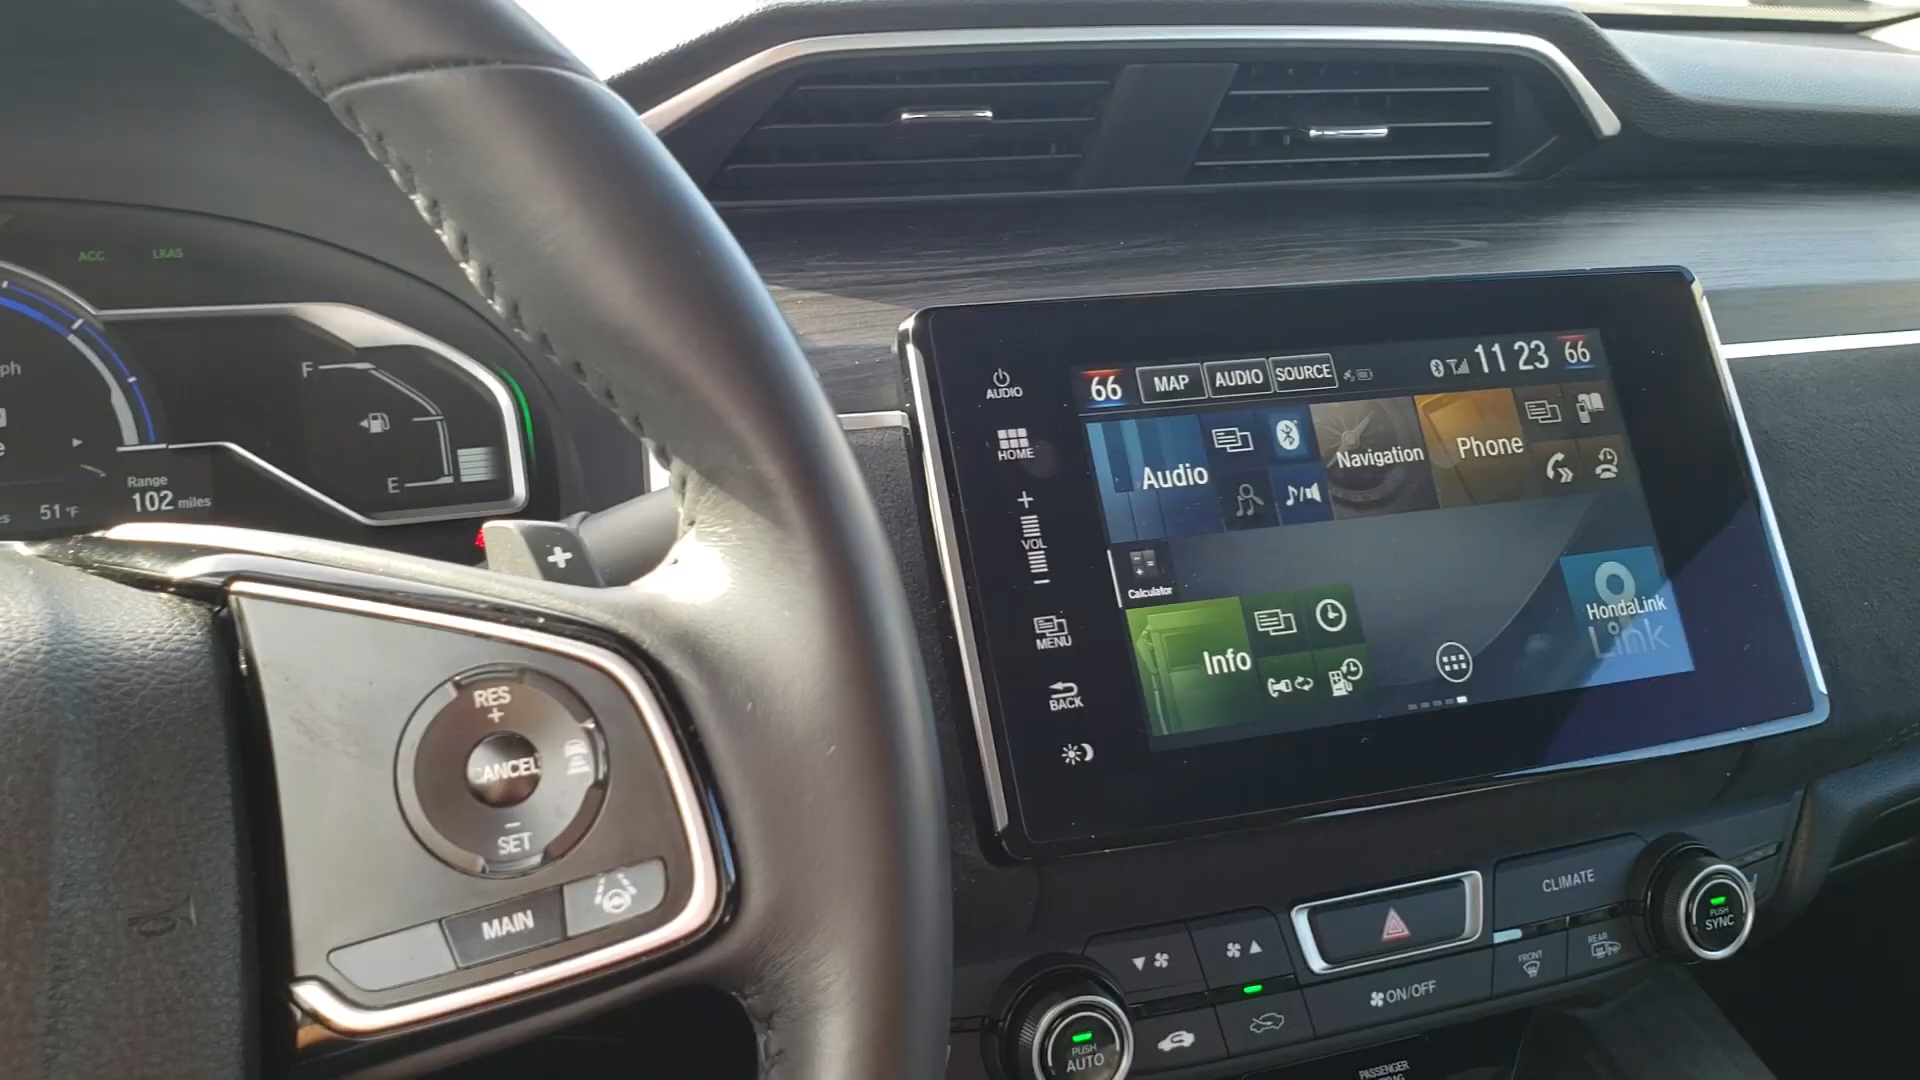 ACC LKAS
ph
F
E
Range
102 miles
51 °F
+
RES
+
CANCEL
–
SET
MAIN
AUDIO
HOME
+
VOL
–
MENU
BACK
66 MAP AUDIO SOURCE 11 23 66
Audio
Navigation
Phone
Calculator
Info
HondaLink
Link
CLIMATE
PUSH
SYNC
FRONT
REAR
ON/OFF
PUSH
AUTO
PASSENGER